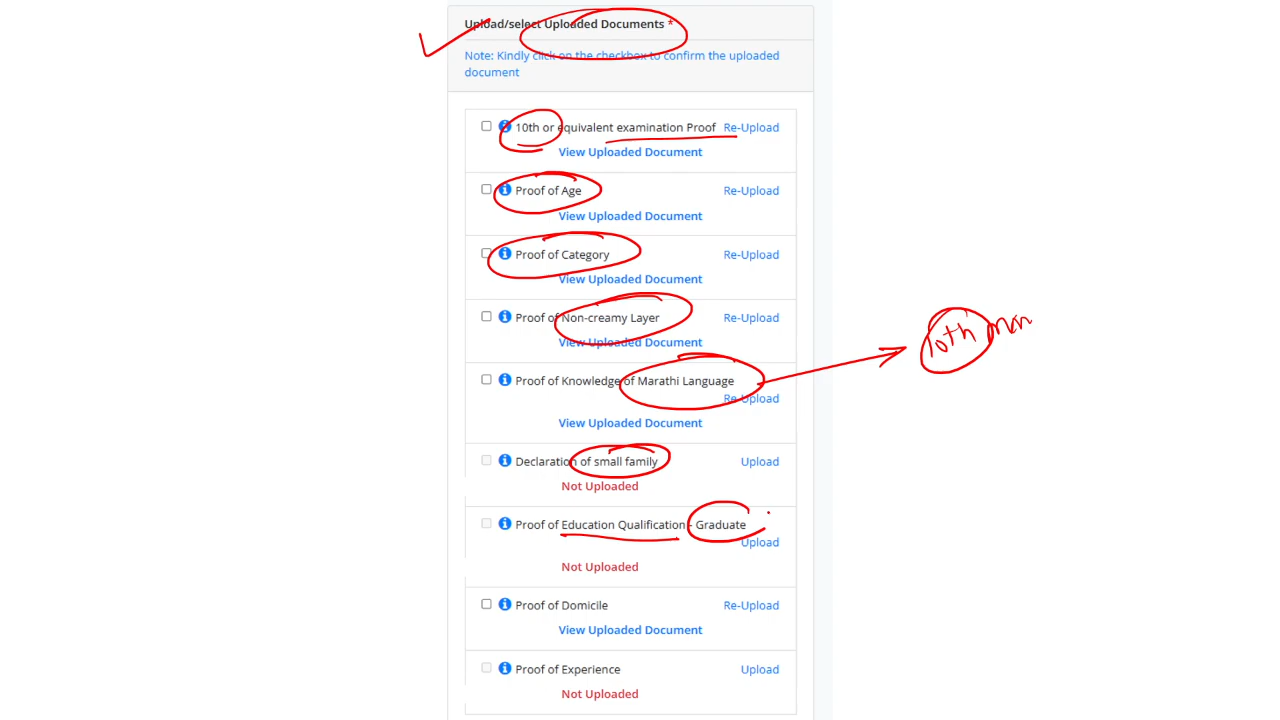 Upload/select Uploaded Documents *
Note: Kindly click on the checkbox to confirm the uploaded
document
10th or equivalent examination Proof Re-Upload
View Uploaded Document
Proof of Age Re-Upload
View Uploaded Document
Proof of Category Re-Upload
View Uploaded Document
Proof of Non-creamy Layer Re-Upload
View Uploaded Document
10th
Proof of Knowledge of Marathi Language
Re-Upload
View Uploaded Document
Declaration of small family Upload
Not Uploaded
Proof of Education Qualification - Graduate
Upload
Not Uploaded
Proof of Domicile Re-Upload
View Uploaded Document
Proof of Experience Upload
Not Uploaded